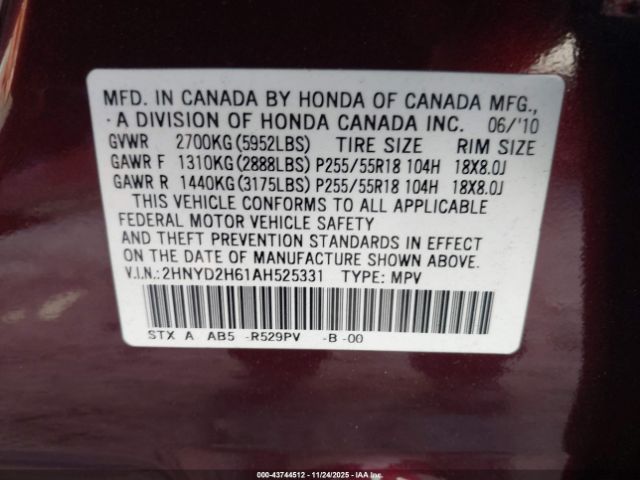 MFD. IN CANADA BY HONDA OF CANADA MFG.,
A DIVISION OF HONDA CANADA INC. 06/'10
GVWR 2700KG(5952LBS) TIRE SIZE RIM SIZE
GAWR F 1310KG(2888LBS) P255/55R18 104H 18X8.0J
GAWR R 1440KG(3175LBS) P255/55R18 104H 18X8.0J
THIS VEHICLE CONFORMS TO ALL APPLICABLE
FEDERAL MOTOR VEHICLE SAFETY
AND THEFT PREVENTION STANDARDS IN EFFECT
ON THE DATE OF MANUFACTURE SHOWN ABOVE.
V.I.N.: 2HNYD2H61AH525331 TYPE: MPV
STX A AB5 -R529PV -B -00
000-43744512 - 11/24/2025 - COPYRIGHT IAA, LLC.